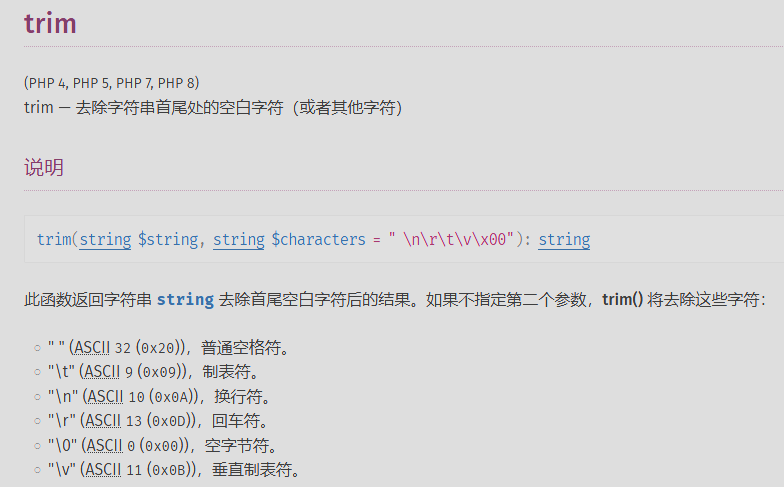 trim
(PHP 4, PHP 5, PHP 7, PHP 8)
trim — 去除字符串首尾处的空白字符（或者其他字符）
说明
trim(string $string, string $characters = " \n\r\t\v\x00"): string
此函数返回字符串 string 去除首尾空白字符后的结果。如果不指定第二个参数，trim() 将去除这些字符：
○ " " (ASCII 32 (0x20))，普通空格符。
○ "\t" (ASCII 9 (0x09))，制表符。
○ "\n" (ASCII 10 (0x0A))，换行符。
○ "\r" (ASCII 13 (0x0D))，回车符。
○ "\0" (ASCII 0 (0x00))，空字节符。
○ "\v" (ASCII 11 (0x0B))，垂直制表符。